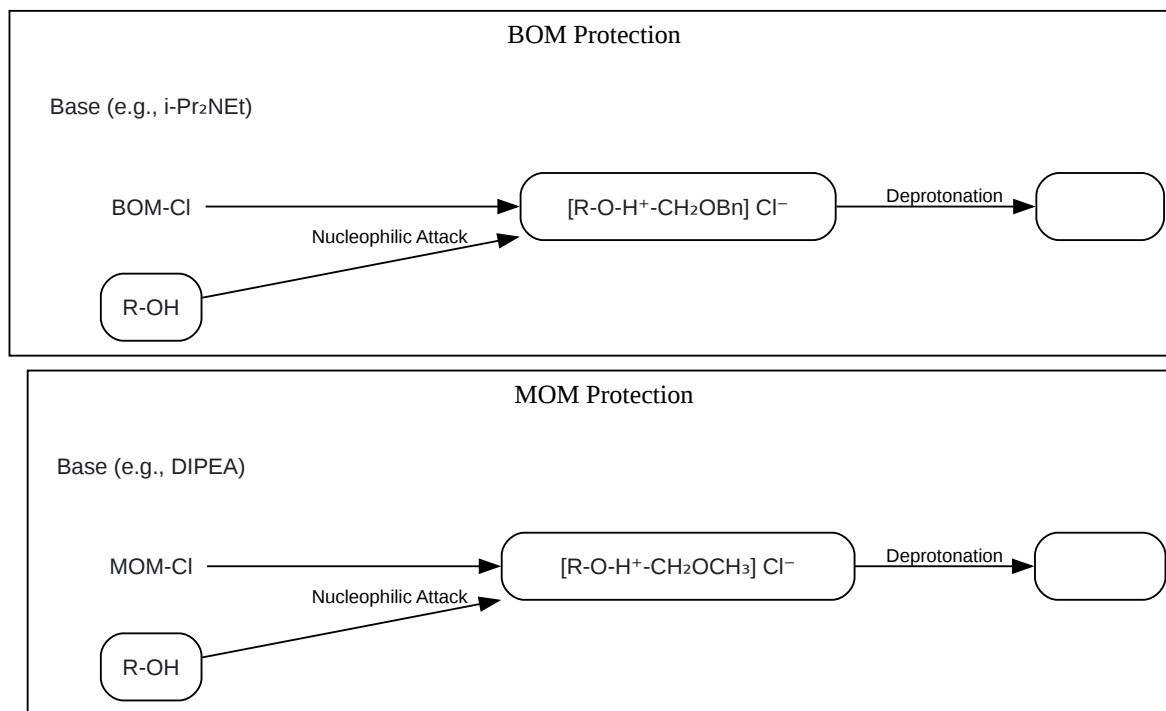 BOM Protection
Base (e.g., i-Pr₂NEt)
BOM-Cl
[R-O-H⁺-CH₂OBn] Cl⁻
Deprotonation
Nucleophilic Attack
R-OH
MOM Protection
Base (e.g., DIPEA)
MOM-Cl
[R-O-H⁺-CH₂OCH₃] Cl⁻
Deprotonation
Nucleophilic Attack
R-OH